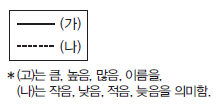 (가)
(나)
*(고)는 큼, 높음, 많음, 이름을,
(나)는 작음, 낮음, 적음, 늦음을 의미함.